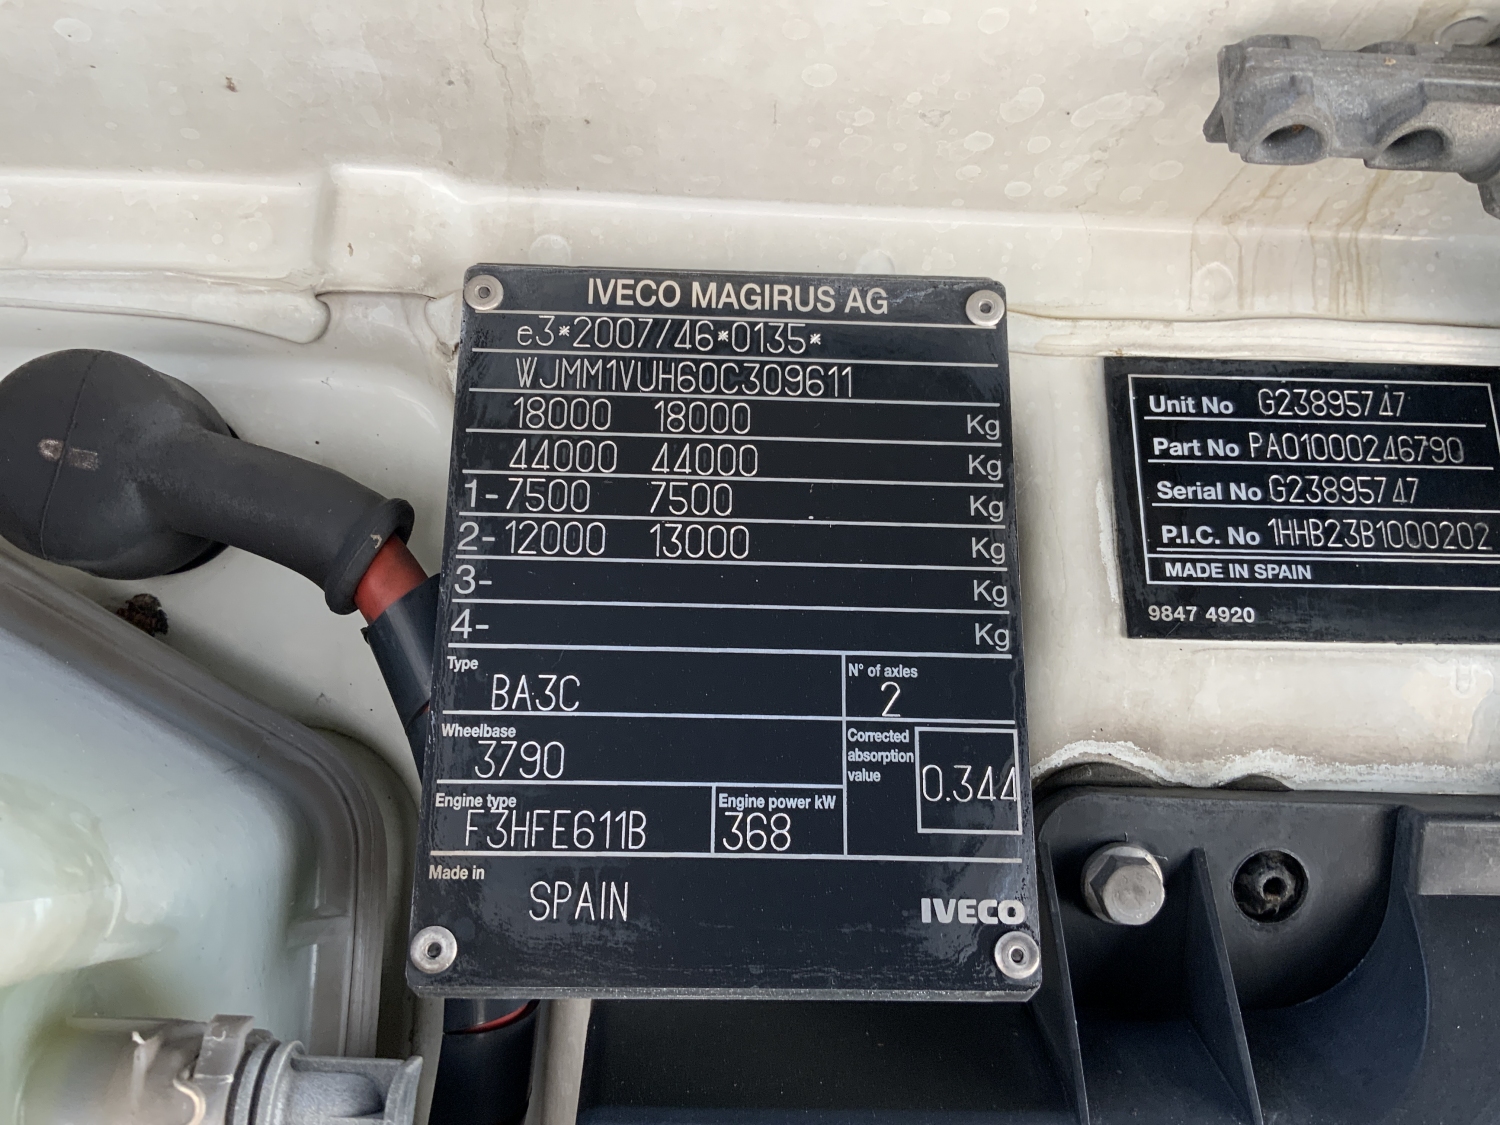 IVECO MAGIRUS AG
e3*2007/46*0135*
WJMM1VUH60C309611
18000 18000 Kg
44000 44000 Kg
1-7500 7500 Kg
2-12000 13000 Kg
3- Kg
4- Kg
Type
BA3C
N° of axles
2
Wheelbase
3790
Corrected
absorption
value
0.344
Engine type
F3HFE611B
Engine power kW
368
Made in
SPAIN
IVECO
Unit No G23895747
Part No PA01000246790
Serial No G23895747
P.I.C. No 1HHB23B1000202
MADE IN SPAIN
9847 4920